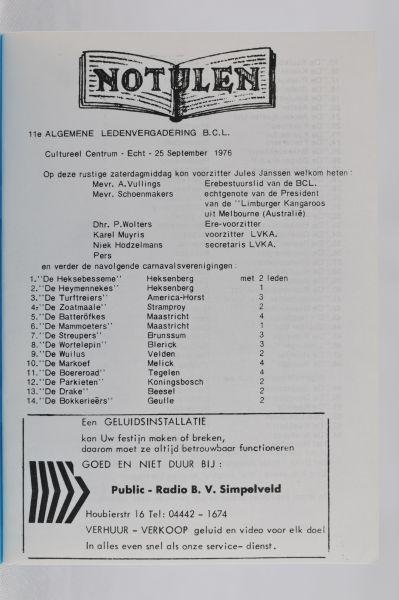 NOTULEN
11e ALGEMENE LEDENVERGADERING B.C.L.
Cultureel Centrum - Echt - 25 September 1976
Op deze rustige zaterdagmiddag kon voorzitter Jules Janssen welkom heten :
Mevr. A.Vullings Erebestuurslid van de BCL.
Mevr. Schoenmakers echtgenote van de President
van de "Limburger Kangaroos
uit Melbourne (Australië)
Dhr. P.Wolters Ere-voorzitter
Karel Muyris voorzitter LVKA.
Niek Hodzelmans secretaris LVKA.
Pers
en verder de navolgende carnavalsverenigingen :
1."De Heksebesseme" Heksenberg met 2 leden
2."De Heymennekes" Heksenberg 1
3."De Turftreiers" America-Horst 3
4."De Zoatmaale" Stramproy 2
5."De Batteröfkes Maastricht 4
6."De Mammoeters" Maastricht 1
7."De Streupers" Brunssum 3
8."De Wortelepin" Blerick 3
9."De Wuilus Velden 2
10."De Markoef Melick 4
11."De Boereroad" Tegelen 4
12."De Parkieten" Koningsbosch 2
13."De Drake" Beesel 2
14."De Bokkerieërs" Geulle 2
Een GELUIDSINSTALLATIE
kan Uw festijn maken of breken,
daarom moet ze altijd betrouwbaar functioneren
GOED EN NIET DUUR BIJ :
Public - Radio B. V. Simpelveld
Houbierstr 16 Tel : 04442 - 1674
VERHUUR - VERKOOP geluid en video voor elk doel
In alles even snel als onze service- dienst.